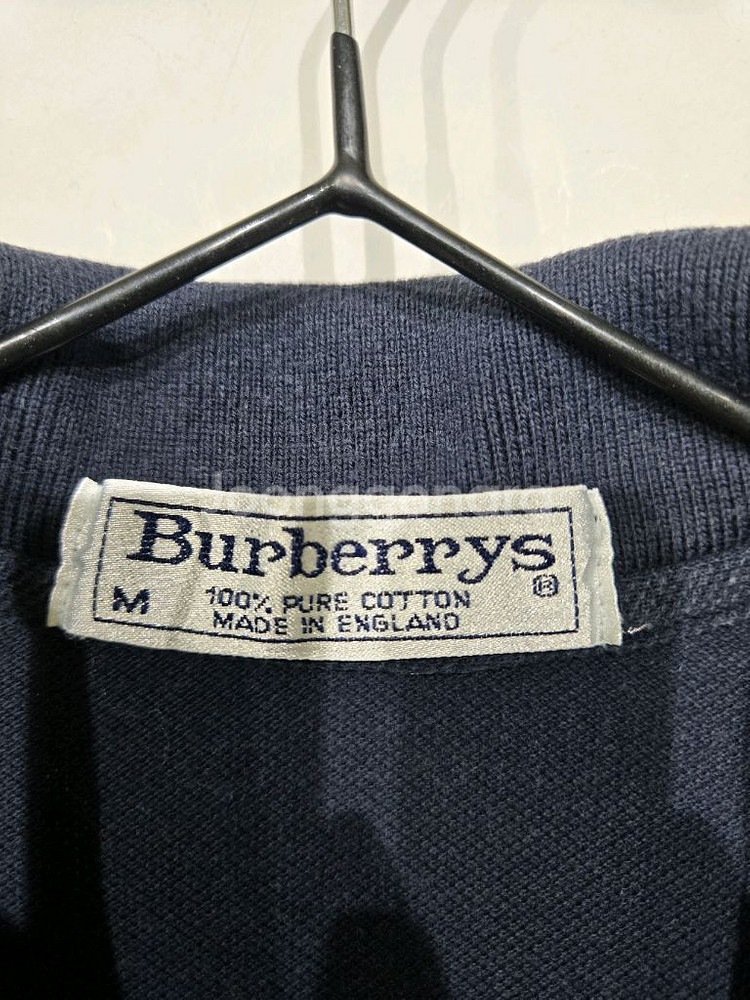 Burberrys
®
M 100% PURE COTTON
MADE IN ENGLAND